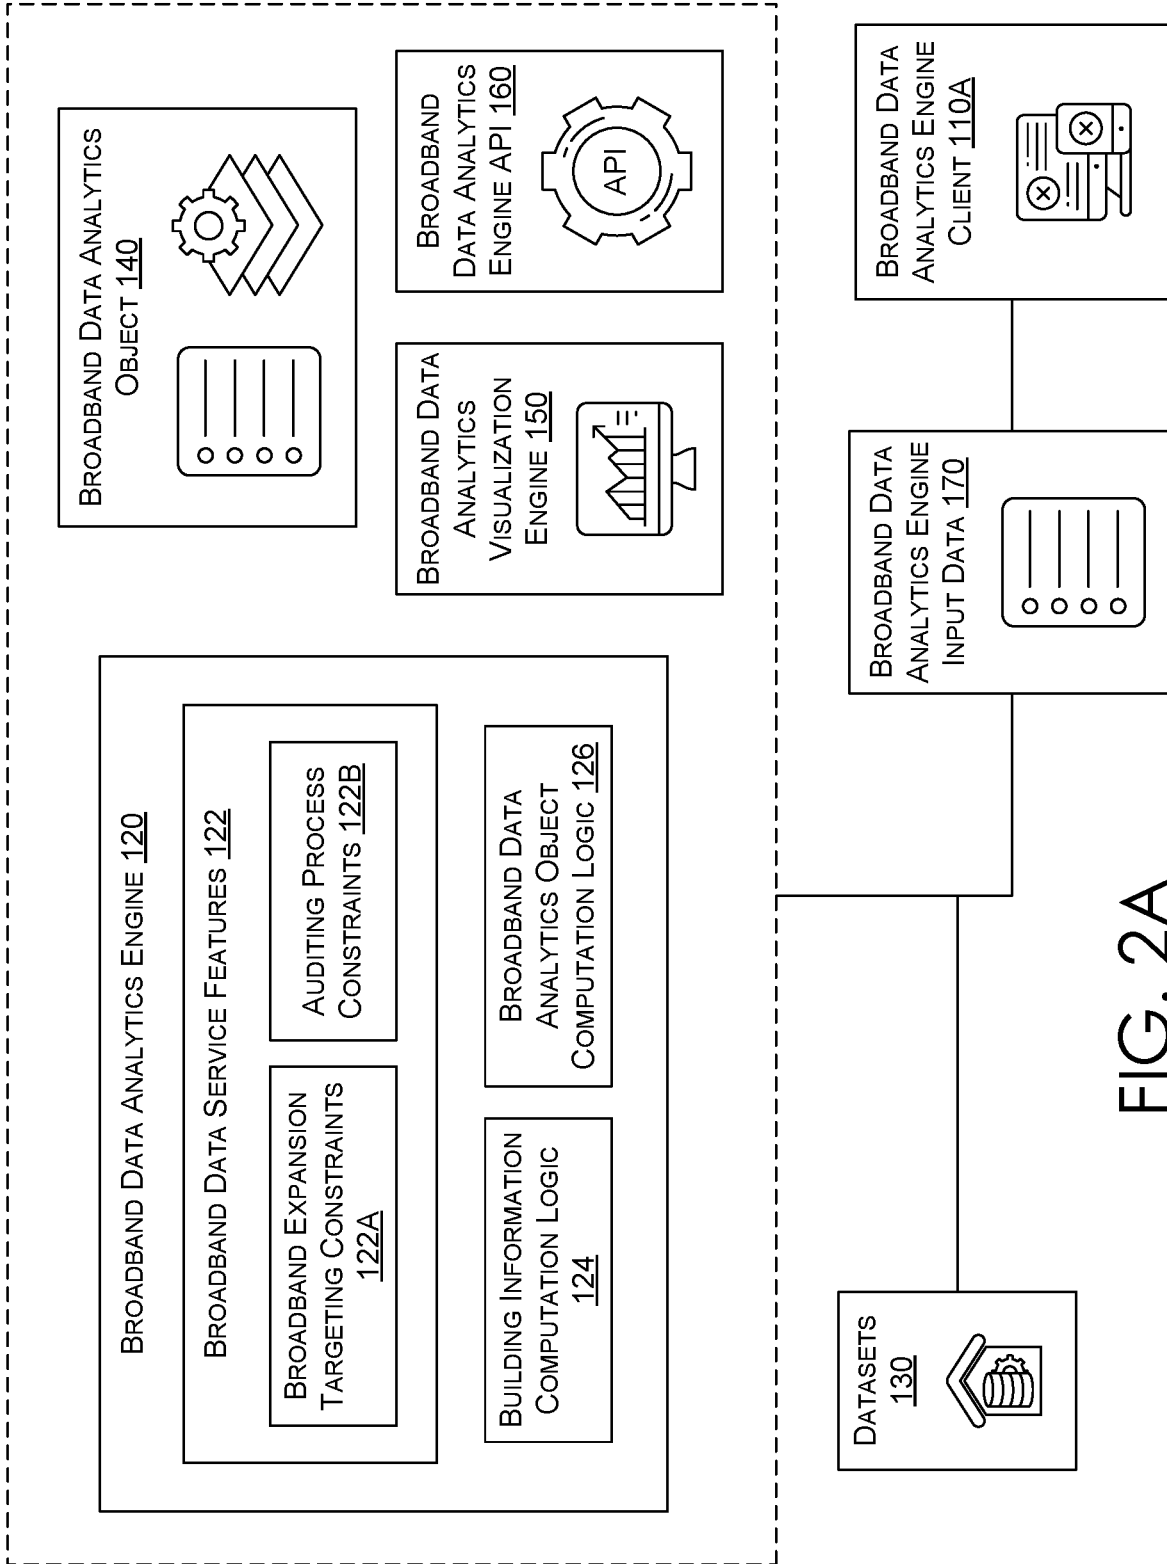 BROADBAND DATA ANALYTICS ENGINE 120
BROADBAND DATA SERVICE FEATURES 122
BROADBAND EXPANSION
TARGETING CONSTRAINTS
122A
AUDITING PROCESS
CONSTRAINTS 122B
BUILDING INFORMATION
COMPUTATION LOGIC
124
BROADBAND DATA
ANALYTICS OBJECT
COMPUTATION LOGIC 126
BROADBAND DATA ANALYTICS
OBJECT 140
BROADBAND DATA
ANALYTICS
VISUALIZATION
ENGINE 150
BROADBAND
DATA ANALYTICS
ENGINE API 160
API
DATASETS
130
BROADBAND DATA
ANALYTICS ENGINE
INPUT DATA 170
BROADBAND DATA
ANALYTICS ENGINE
CLIENT 110A
FIG. 2A